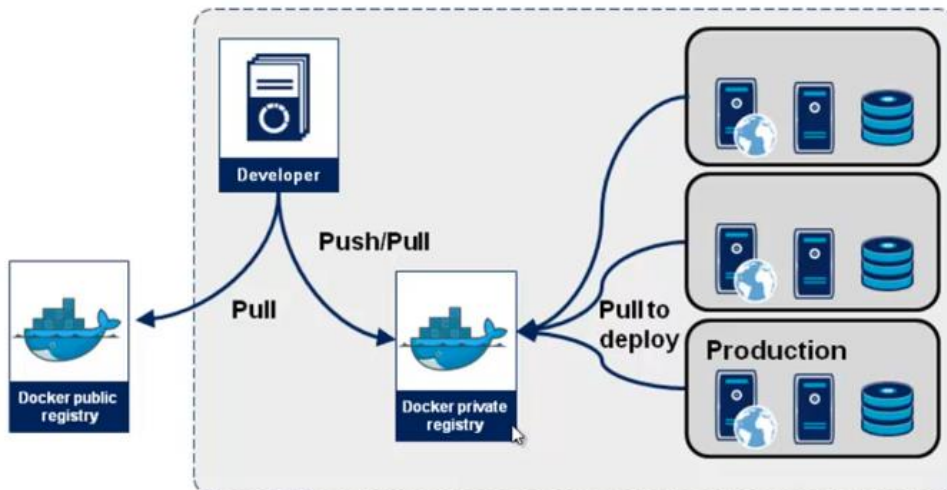 Developer
Push/Pull
Pull
Docker public
registry
Docker private
registry
Pull to
deploy
Production